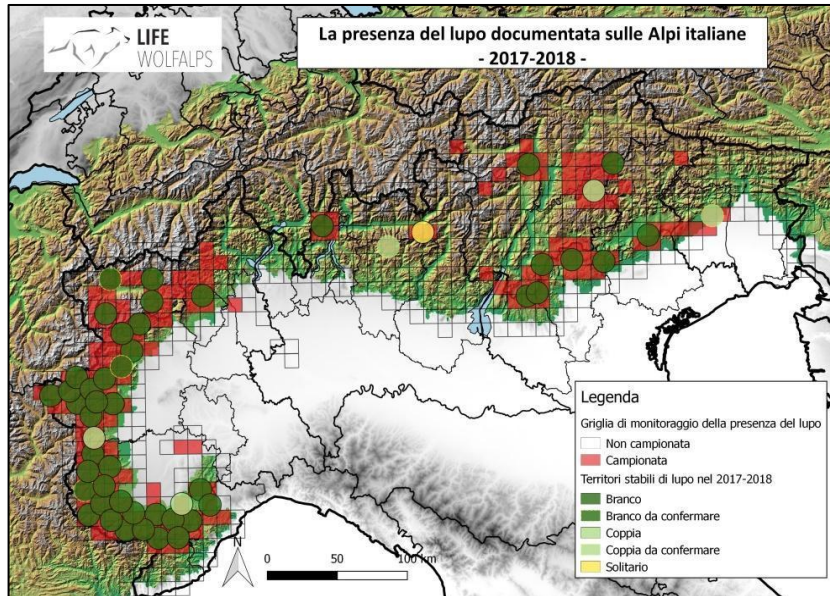 LIFE
WOLFALPS
La presenza del lupo documentata sulle Alpi italiane
- 2017-2018 -
Legenda
Griglia di monitoraggio della presenza del lupo
Non campionata
Campionata
Territori stabili di lupo nel 2017-2018
Branco
Branco da confermare
Coppia
Coppia da confermare
Solitario
N
0 50 100 km